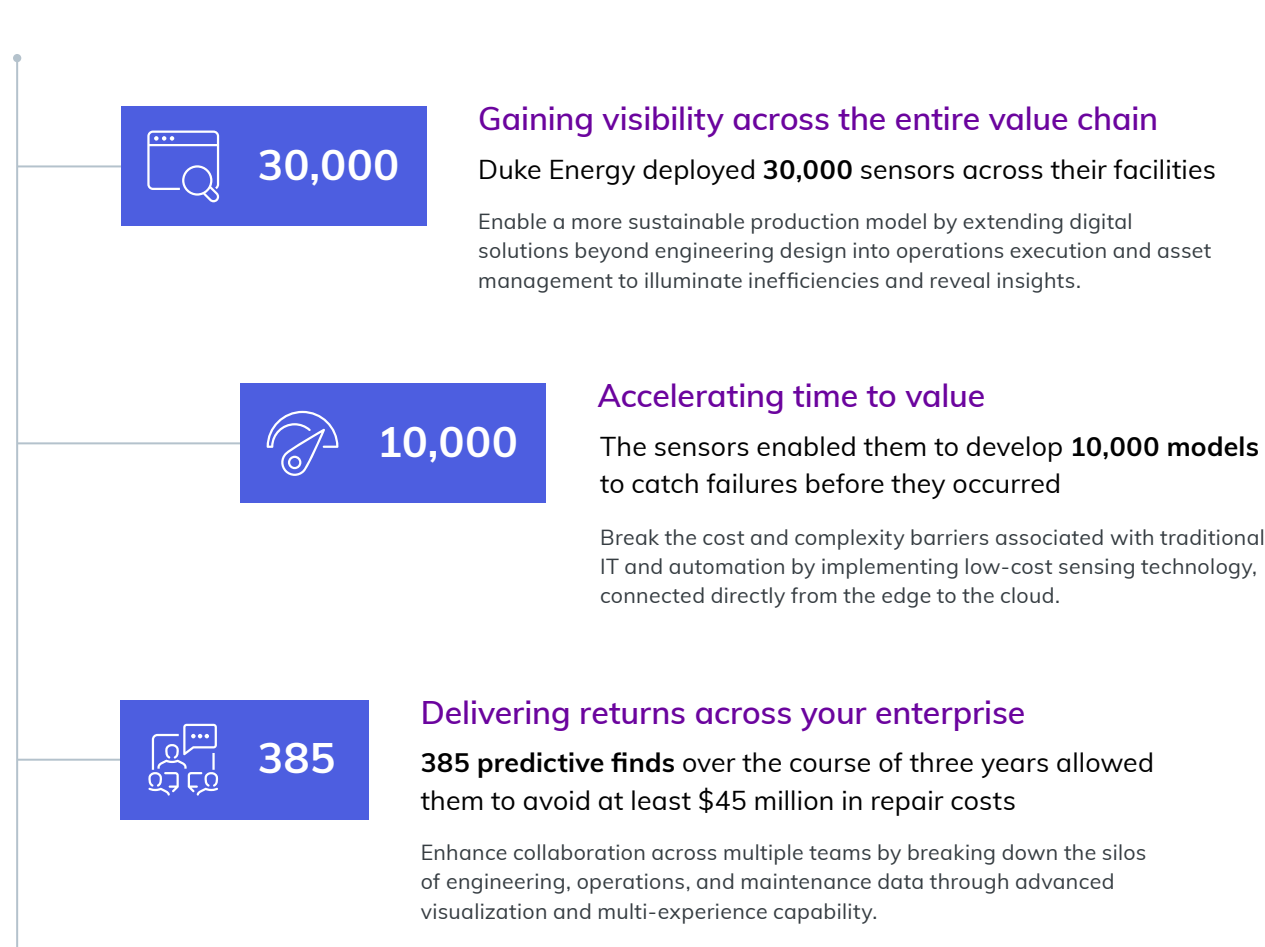 30,000
Gaining visibility across the entire value chain
Duke Energy deployed 30,000 sensors across their facilities
Enable a more sustainable production model by extending digital
solutions beyond engineering design into operations execution and asset
management to illuminate inefficiencies and reveal insights.
10,000
Accelerating time to value
The sensors enabled them to develop 10,000 models
to catch failures before they occurred
Break the cost and complexity barriers associated with traditional
IT and automation by implementing low-cost sensing technology,
connected directly from the edge to the cloud.
385
Delivering returns across your enterprise
385 predictive finds over the course of three years allowed
them to avoid at least $45 million in repair costs
Enhance collaboration across multiple teams by breaking down the silos
of engineering, operations, and maintenance data through advanced
visualization and multi-experience capability.